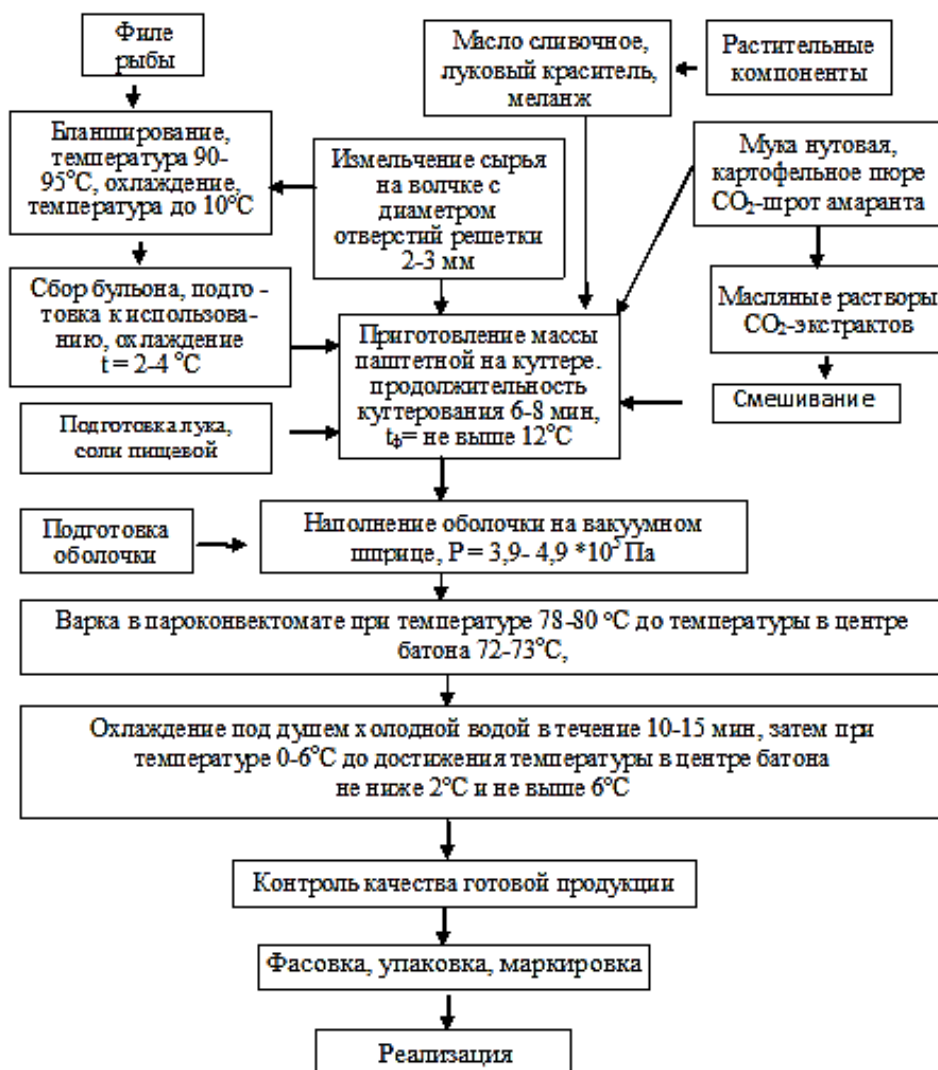 Филе
рыбы
Масло сливочное,
луковый краситель,
меланж
Растительные
компоненты
Бланширование,
температура 90-
95°С, охлаждение,
температура до 10°С
Измельчение сырья
на волчке с
диаметром
отверстий решетки
2-3 мм
Мука нутовая,
картофельное пюре
СО₂-шрот амаранта
Сбор бульона, подго -
товка к использова-
нию, охлаждение
t = 2-4 °С
Приготовление массы
паштетной на куттере.
продолжительность
куттерования 6-8 мин,
tф= не выше 12°С
Масляные растворы
СО₂-экстрактов
Смешивание
Подготовка лука,
соли пищевой
Подготовка
оболочки
Наполнение оболочки на вакуумном
шприце, Р = 3,9- 4,9 *10⁵ Па
Варка в пароконвектомате при температуре 78-80 °С до температуры в центре
батона 72-73°С,
Охлаждение под душем холодной водой в течение 10-15 мин, затем при
температуре 0-6°С до достижения температуры в центре батона
не ниже 2°С и не выше 6°С
Контроль качества готовой продукции
Фасовка, упаковка, маркировка
Реализация